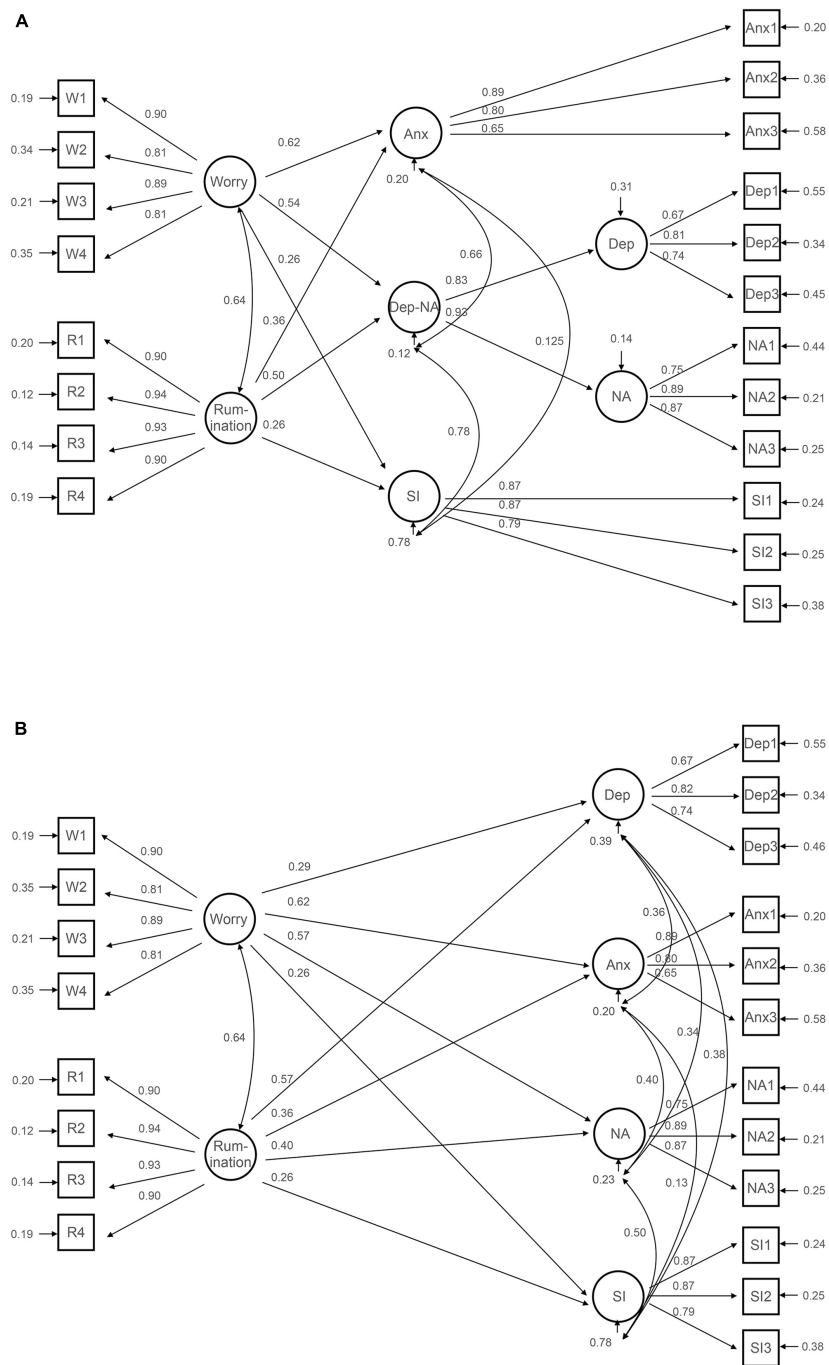 A
Anx1
0.20
Anx2
0.36
Anx3
0.58
0.89
0.80
0.65
0.19
W1
0.34
W2
0.21
W3
0.35
W4
0.90
0.81
0.89
0.81
Worry
0.62
0.54
0.26
Anx
0.20
0.64
0.36
0.50
0.26
0.20
R1
0.12
R2
0.14
R3
0.19
R4
0.90
0.94
0.93
0.90
Rum-
ination
Dep-NA
0.12
0.66
0.83
0.93
0.125
0.78
SI
0.78
0.31
Dep
0.67
0.81
0.74
Dep1
0.55
Dep2
0.34
Dep3
0.45
0.14
NA
0.75
0.89
0.87
NA1
0.44
NA2
0.21
NA3
0.25
0.87
0.87
0.79
SI1
0.24
SI2
0.25
SI3
0.38
B
Dep1
0.55
Dep2
0.34
Dep3
0.46
0.67
0.82
0.74
Dep
0.39
0.19
W1
0.35
W2
0.21
W3
0.35
W4
0.90
0.81
0.89
0.81
Worry
0.29
0.62
0.57
0.26
0.64
0.36
0.89
0.80
0.65
Anx
0.20
Anx1
0.20
Anx2
0.36
Anx3
0.58
0.34
0.38
0.40
0.20
R1
0.12
R2
0.14
R3
0.19
R4
0.90
0.94
0.93
0.90
Rum-
ination
0.57
0.36
0.40
0.26
NA
0.23
0.75
0.89
0.87
NA1
0.44
NA2
0.21
NA3
0.25
0.13
0.50
SI
0.78
0.87
0.87
0.79
SI1
0.24
SI2
0.25
SI3
0.38